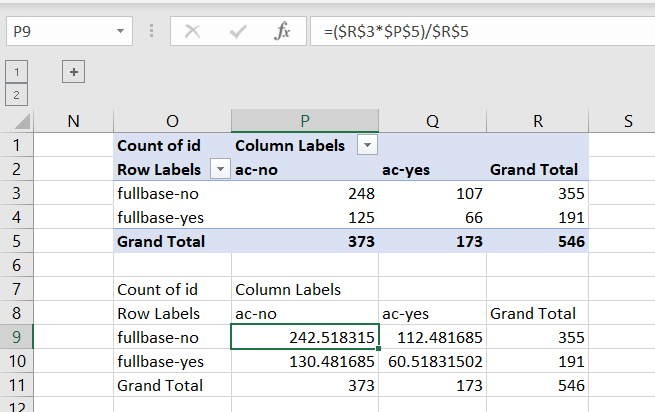 P9 fx =($R$3*$P$5)/$R$5
1 +
2
N O P Q R S
1 Count of id Column Labels
2 Row Labels ac-no ac-yes Grand Total
3 fullbase-no 248 107 355
4 fullbase-yes 125 66 191
5 Grand Total 373 173 546
6
7 Count of id Column Labels
8 Row Labels ac-no ac-yes Grand Total
9 fullbase-no 242.518315 112.481685 355
10 fullbase-yes 130.481685 60.51831502 191
11 Grand Total 373 173 546
12